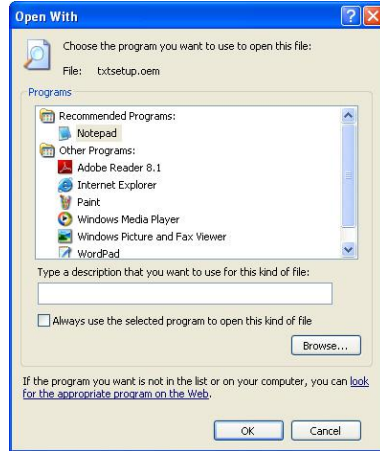 Open With
Choose the program you want to use to open this file:
File: txtsetup.oem
Programs
Recommended Programs:
Notepad
Other Programs:
Adobe Reader 8.1
Internet Explorer
Paint
Windows Media Player
Windows Picture and Fax Viewer
WordPad
Type a description that you want to use for this kind of file:
Always use the selected program to open this kind of file
Browse...
If the program you want is not in the list or on your computer, you can look
for the appropriate program on the Web.
OK Cancel